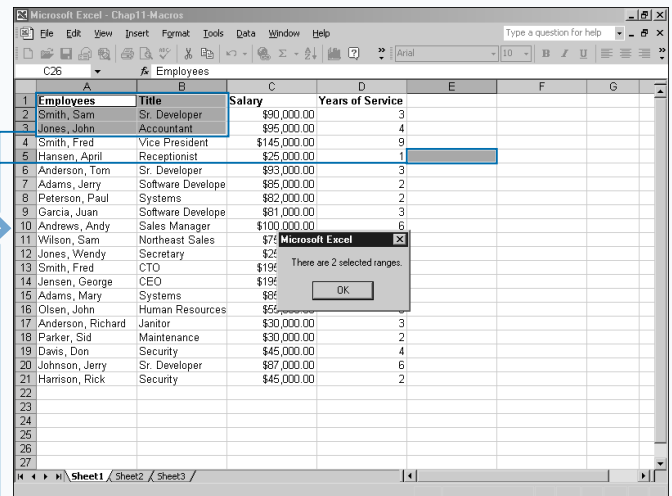 Microsoft Excel - Chap11-Macros
File Edit View Insert Format Tools Data Window Help Type a question for help
Arial 10 B I U
C26 fx Employees
A B C D E F G
1 Employees Title Salary Years of Service
2 Smith, Sam Sr. Developer $90,000.00 3
3 Jones, John Accountant $95,000.00 4
4 Smith, Fred Vice President $145,000.00 9
5 Hansen, April Receptionist $25,000.00 1
6 Anderson, Tom Sr. Developer $93,000.00 3
7 Adams, Jerry Software Develope $85,000.00 2
8 Peterson, Paul Systems $82,000.00 2
9 Garcia, Juan Software Develope $81,000.00 3
10 Andrews, Andy Sales Manager $100,000.00 6
11 Wilson, Sam Northeast Sales
12 Jones, Wendy Secretary
13 Smith, Fred CTO
14 Jensen, George CEO
15 Adams, Mary Systems
16 Olsen, John Human Resources
Microsoft Excel
There are 2 selected ranges.
OK
17 Anderson, Richard Janitor $30,000.00 3
18 Parker, Sid Maintenance $30,000.00 2
19 Davis, Don Security $45,000.00 4
20 Johnson, Jerry Sr. Developer $87,000.00 6
21 Harrison, Rick Security $45,000.00 2
22
23
24
25
26
27
Sheet1 Sheet2 Sheet3